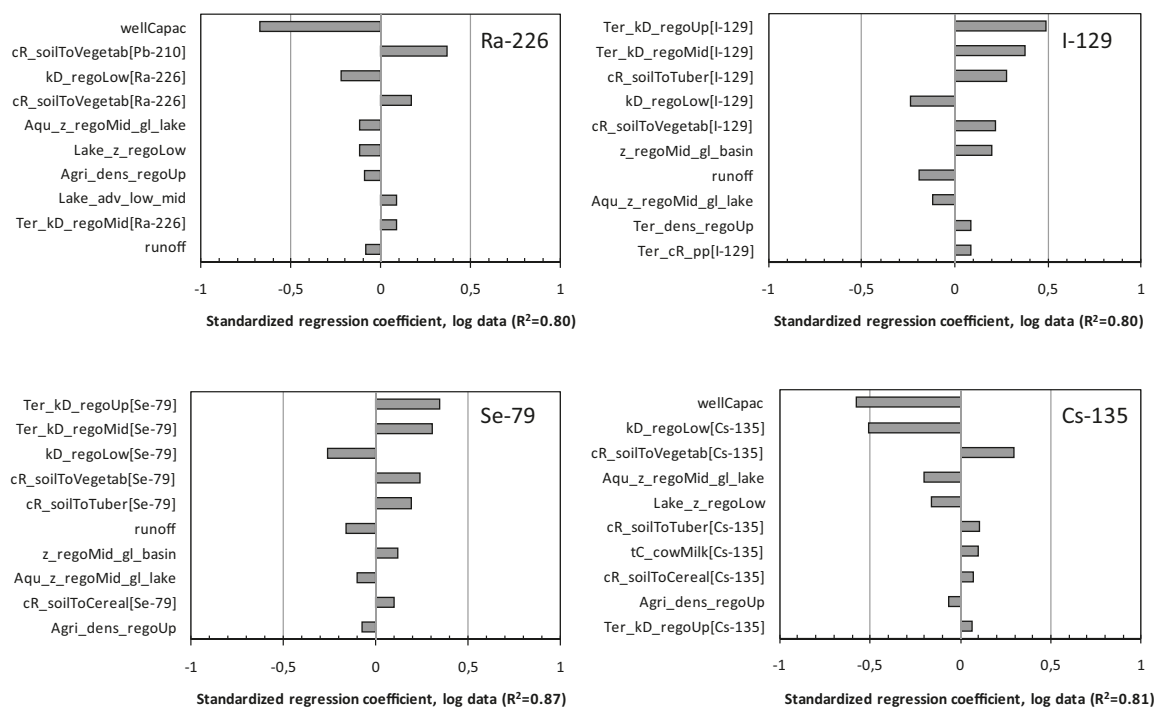 Ra-226
wellCapac
cR_soilToVegetab[Pb-210]
kD_regoLow[Ra-226]
cR_soilToVegetab[Ra-226]
Aqu_z_regoMid_gl_lake
Lake_z_regoLow
Agri_dens_regoUp
Lake_adv_low_mid
Ter_kD_regoMid[Ra-226]
runoff
-1 -0,5 0 0,5 1
Standardized regression coefficient, log data (R²=0.80)
I-129
Ter_kD_regoUp[I-129]
Ter_kD_regoMid[I-129]
cR_soilToTuber[I-129]
kD_regoLow[I-129]
cR_soilToVegetab[I-129]
z_regoMid_gl_basin
runoff
Aqu_z_regoMid_gl_lake
Ter_dens_regoUp
Ter_cR_pp[I-129]
-1 -0,5 0 0,5 1
Standardized regression coefficient, log data (R²=0.80)
Se-79
Ter_kD_regoUp[Se-79]
Ter_kD_regoMid[Se-79]
kD_regoLow[Se-79]
cR_soilToVegetab[Se-79]
cR_soilToTuber[Se-79]
runoff
z_regoMid_gl_basin
Aqu_z_regoMid_gl_lake
cR_soilToCereal[Se-79]
Agri_dens_regoUp
-1 -0,5 0 0,5 1
Standardized regression coefficient, log data (R²=0.87)
Cs-135
wellCapac
kD_regoLow[Cs-135]
cR_soilToVegetab[Cs-135]
Aqu_z_regoMid_gl_lake
Lake_z_regoLow
cR_soilToTuber[Cs-135]
tC_cowMilk[Cs-135]
cR_soilToCereal[Cs-135]
Agri_dens_regoUp
Ter_kD_regoUp[Cs-135]
-1 -0,5 0 0,5 1
Standardized regression coefficient, log data (R²=0.81)